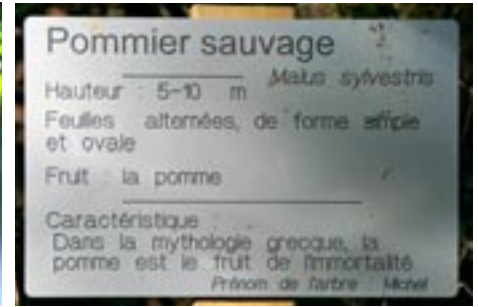 Pommier sauvage
Malus sylvestris
Hauteur : 5-10 m
Feuilles alternées, de forme simple
et ovale
Fruit : la pomme
Caractéristique :
Dans la mythologie grecque, la
pomme est le fruit de l'immortalité
Prénom de l'arbre : Michel